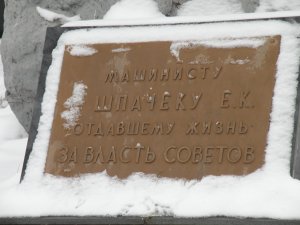 МАШИНИСТУ
ШПАЧЕКУ Е.К.
ОТДАВШЕМУ ЖИЗНЬ
ЗА ВЛАСТЬ СОВЕТОВ